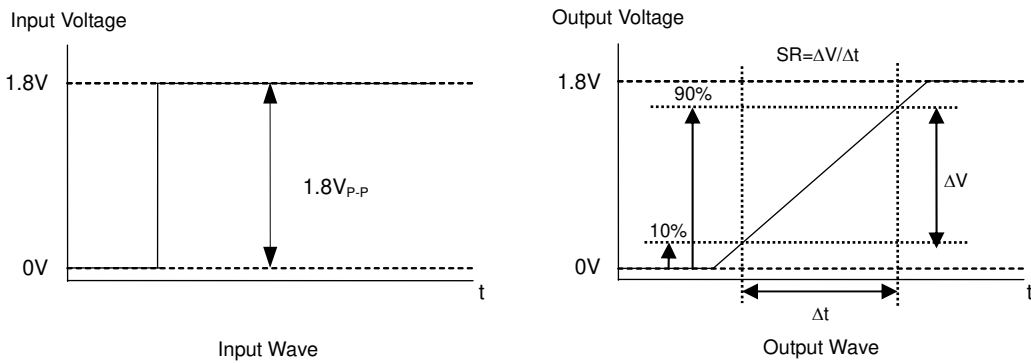 Input Voltage
1.8V
1.8VP-P
0V
t
Input Wave
Output Voltage
SR=ΔV/Δt
1.8V
90%
ΔV
10%
0V
t
Δt
Output Wave